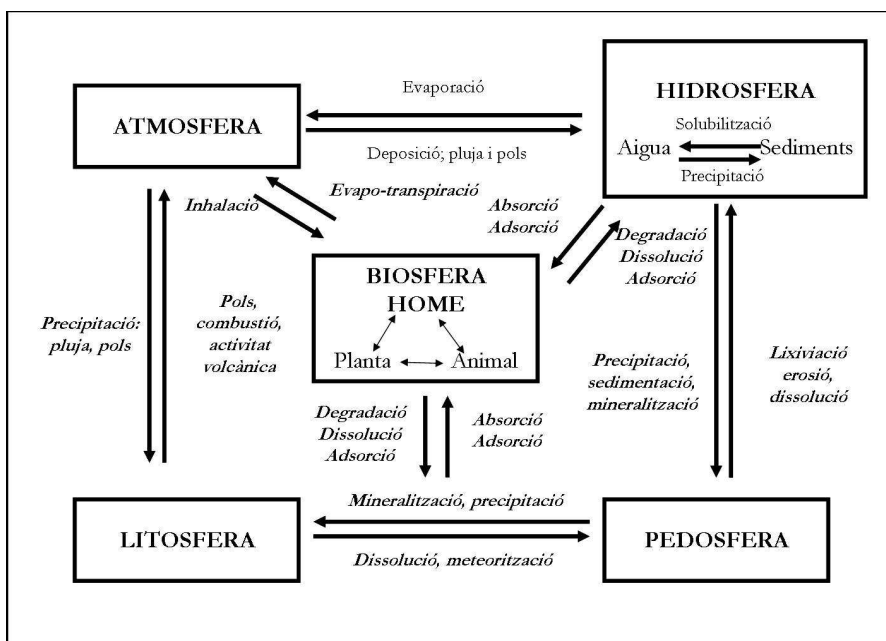 Evaporació
HIDROSFERA
ATMOSFERA
Solubilització
Aigua
Sediments
Deposició; pluja i pols
Precipitació
Evapo-transpiració
Inhalació
Absorció
Adsorció
Degradació
Dissolució
Adsorció
BIOSFERA
HOME
Planta
Animal
Precipitació:
pluja, pols
Pols,
combustió,
activitat
volcànica
Precipitació,
sedimentació,
mineralització
Lixiviació
erosió,
dissolució
Degradació
Dissolució
Adsorció
Absorció
Adsorció
Mineralització, precipitació
LITOSFERA
PEDOSFERA
Dissolució, meteorització